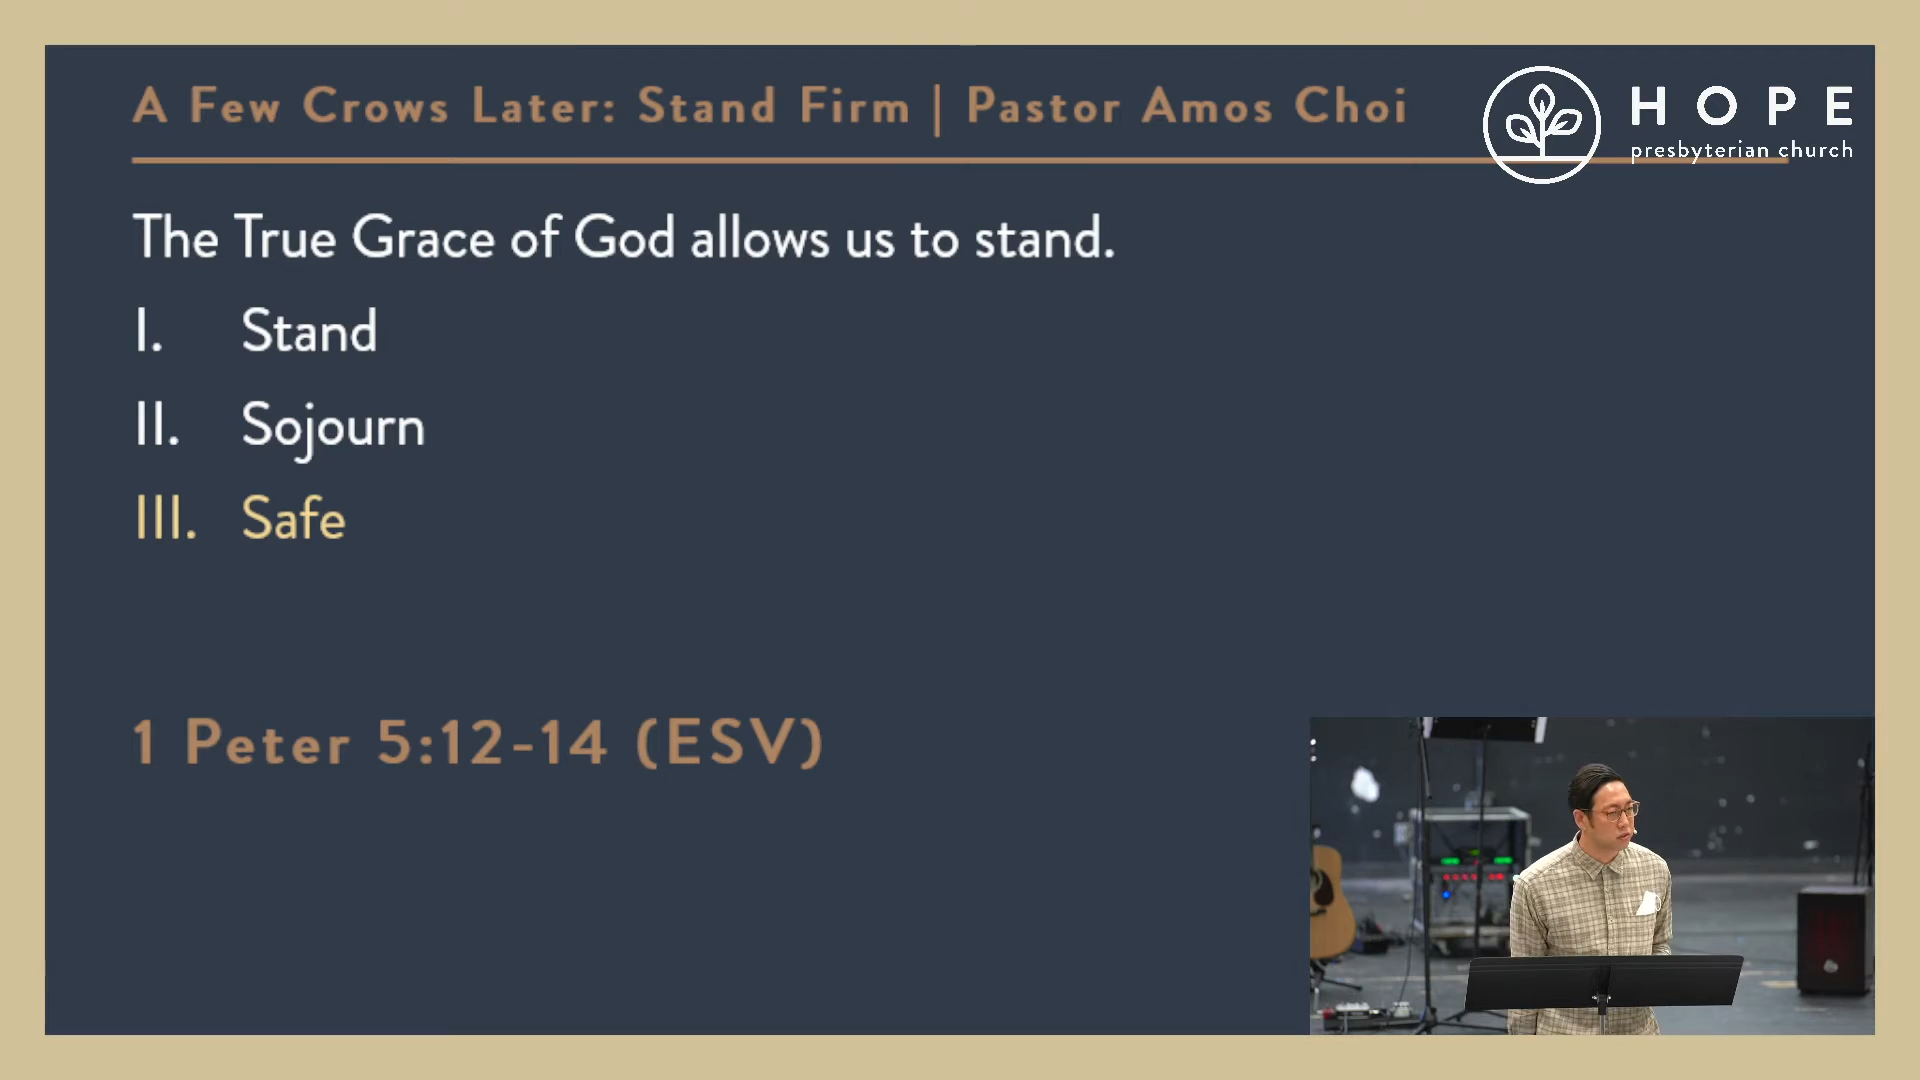 A Few Crows Later: Stand Firm | Pastor Amos Choi
HOPE
presbyterian church
The True Grace of God allows us to stand.
I. Stand
II. Sojourn
III. Safe
1 Peter 5:12-14 (ESV)